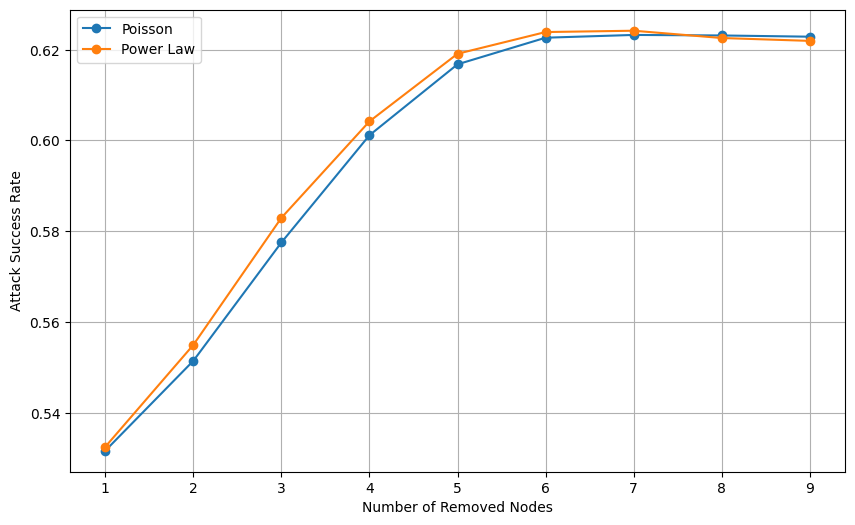 Poisson
Power Law
0.62
0.60
0.58
0.56
0.54
Attack Success Rate
1 2 3 4 5 6 7 8 9
Number of Removed Nodes